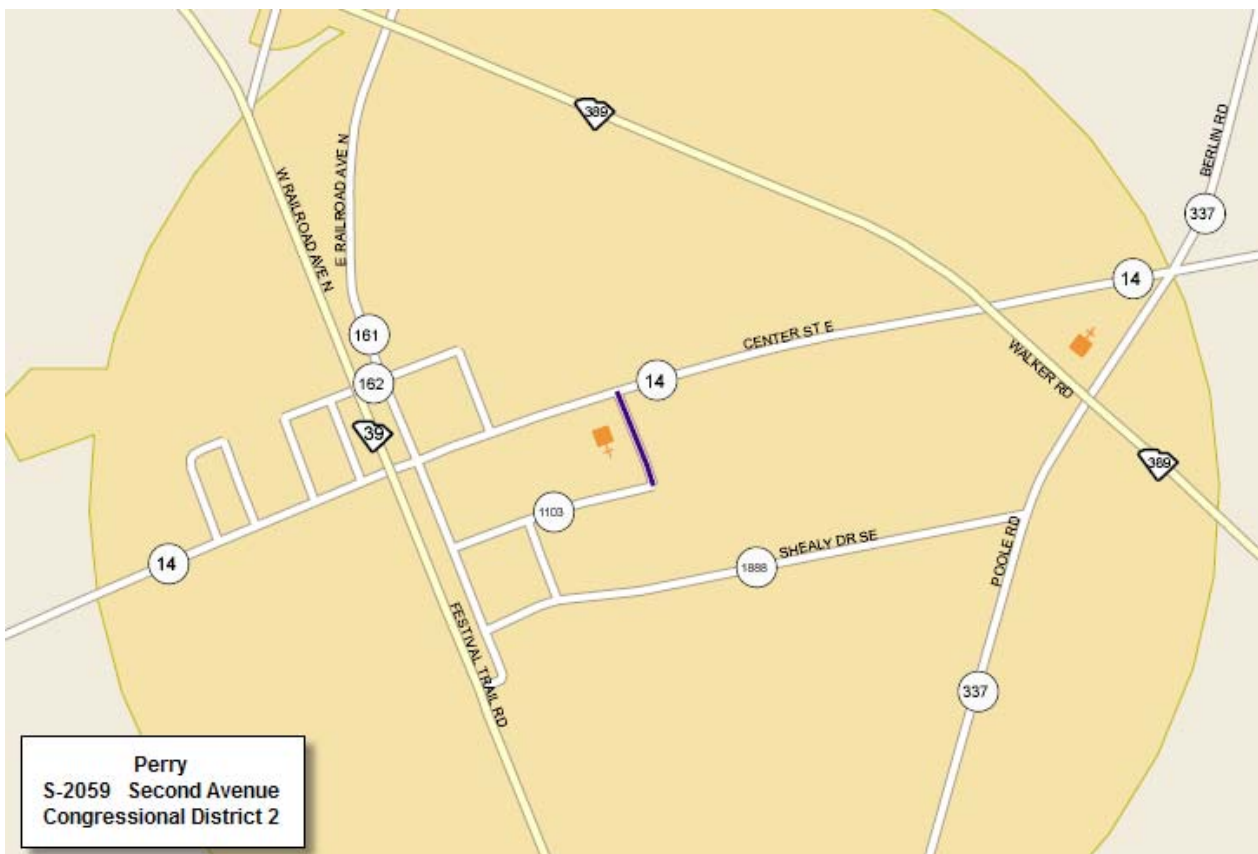 389
BERLIN RD
337
W RAILROAD AVE N
E RAILROAD AVE N
14
161
CENTER ST E
WALKER RD
162
14
39
389
1103
SHEALY DR SE
POOLE RD
14
1888
FESTIVAL TRAIL RD
337
Perry
S-2059 Second Avenue
Congressional District 2